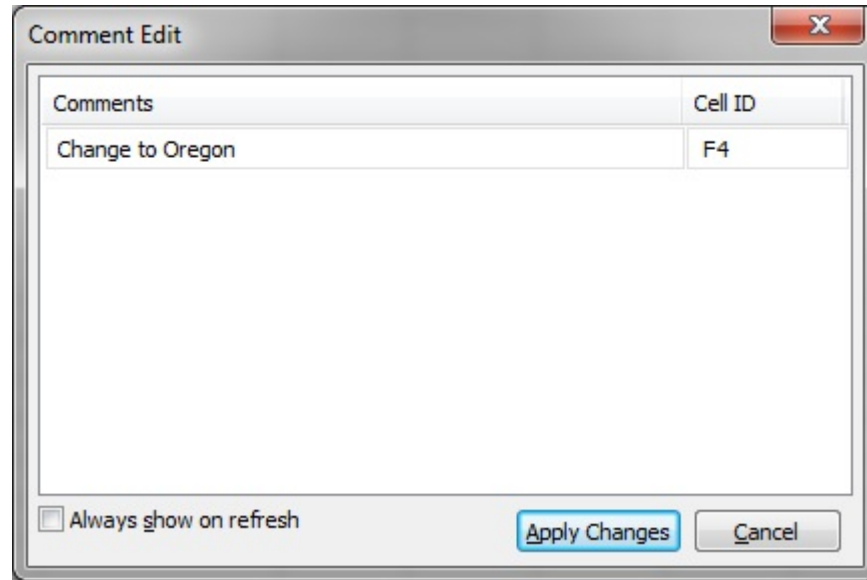 Comment Edit
Comments Cell ID
Change to Oregon F4
Always show on refresh Apply Changes Cancel